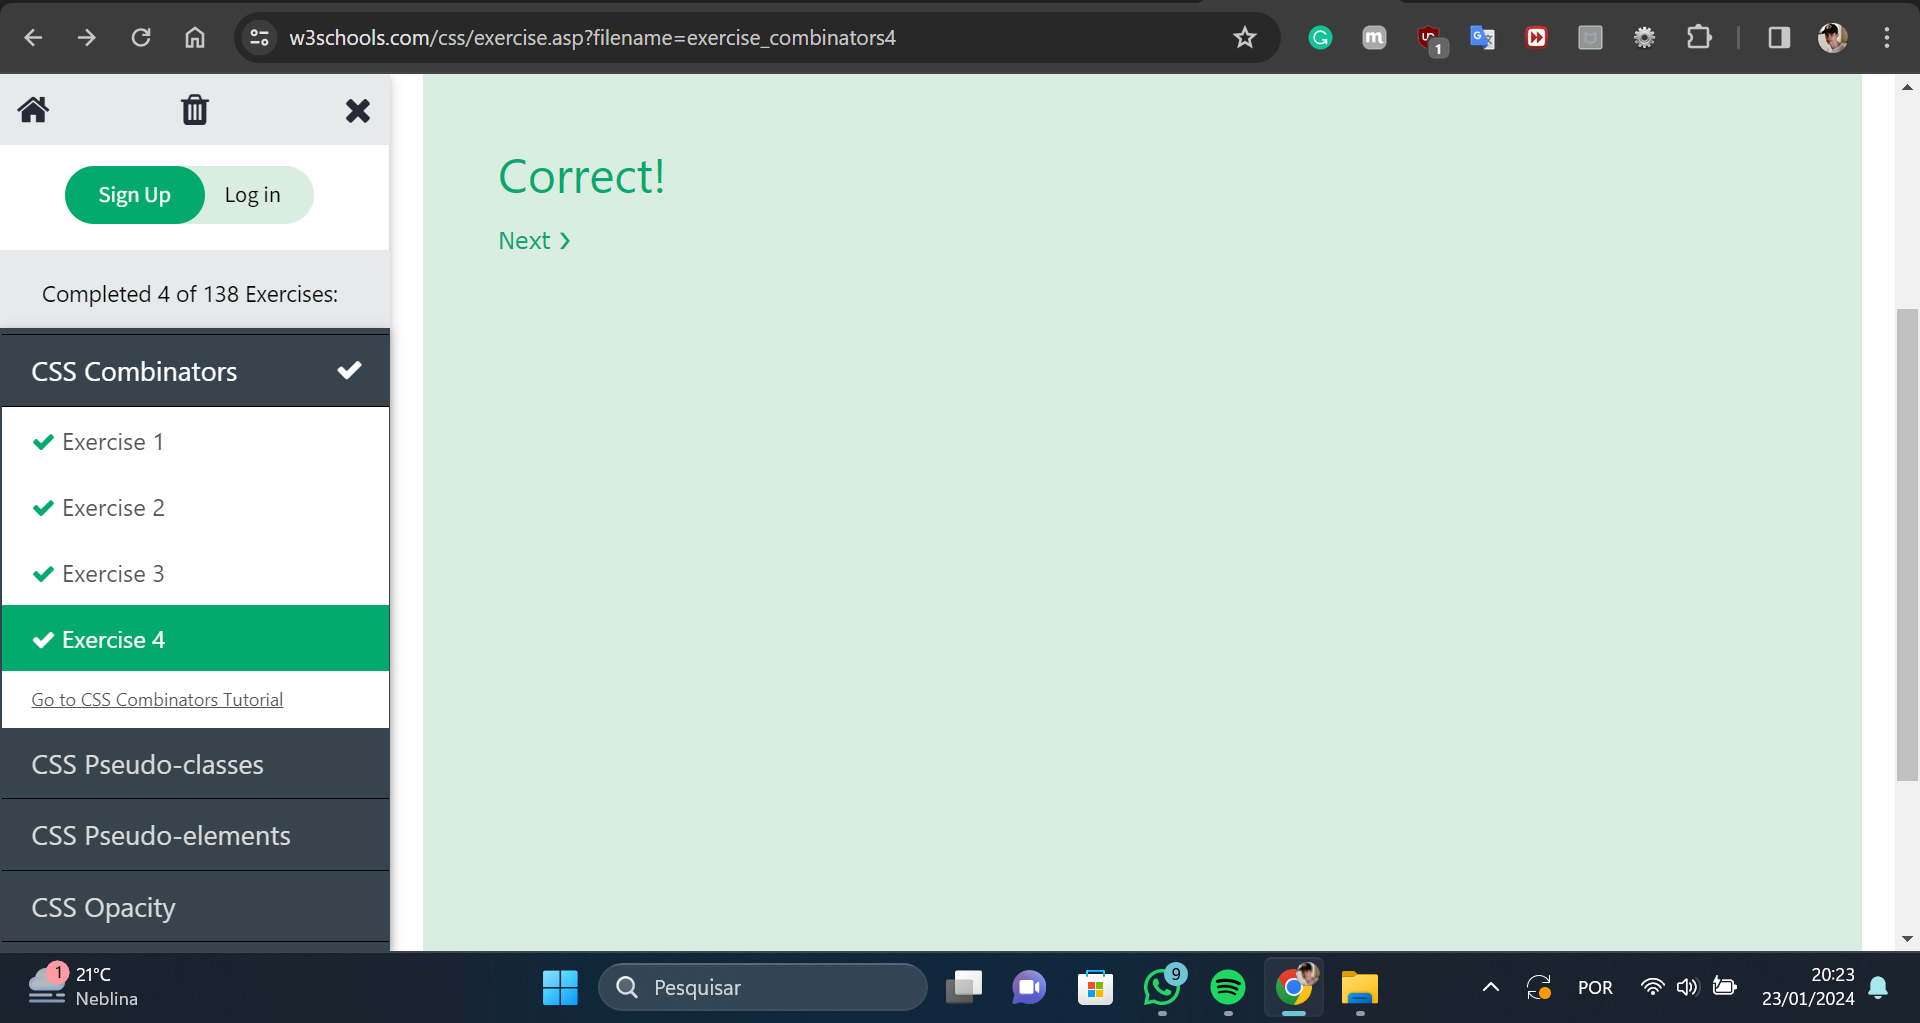 w3schools.com/css/exercise.asp?filename=exercise_combinators4
1
Sign Up
Log in
Completed 4 of 138 Exercises:
CSS Combinators
Exercise 1
Exercise 2
Exercise 3
Exercise 4
Go to CSS Combinators Tutorial
CSS Pseudo-classes
CSS Pseudo-elements
CSS Opacity
Correct!
Next ❯
1
21°C
Neblina
Pesquisar
9
POR
20:23
23/01/2024